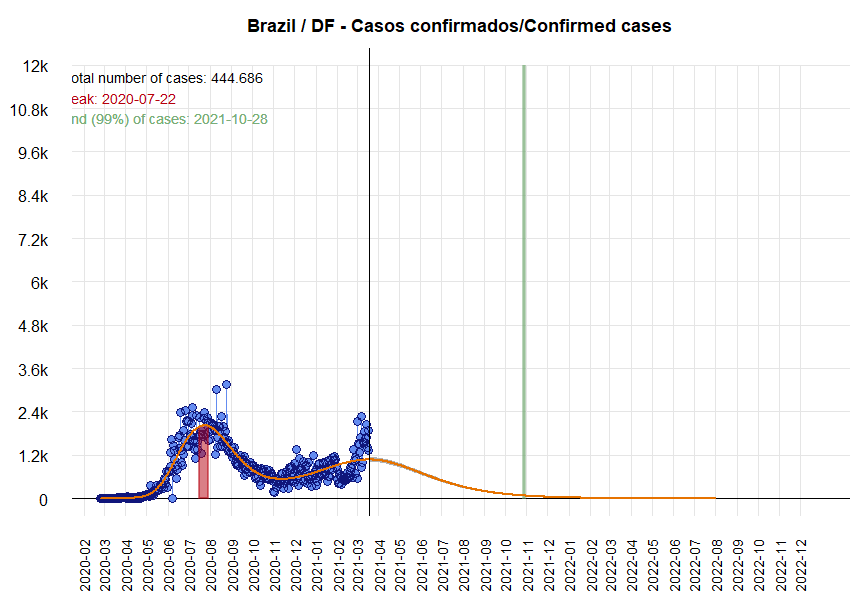 Brazil / DF - Casos confirmados/Confirmed cases
12k
otal number of cases: 444.686
eak: 2020-07-22
10.8k
nd (99%) of cases: 2021-10-28
9.6k
8.4k
7.2k
6k
4.8k
3.6k
2.4k
1.2k
0
2020-02
2020-03
2020-04
2020-05
2020-06
2020-07
2020-08
2020-09
2020-10
2020-11
2020-12
2021-01
2021-02
2021-03
2021-04
2021-05
2021-06
2021-07
2021-08
2021-09
2021-10
2021-11
2021-12
2022-01
2022-02
2022-03
2022-04
2022-05
2022-06
2022-07
2022-08
2022-09
2022-10
2022-11
2022-12